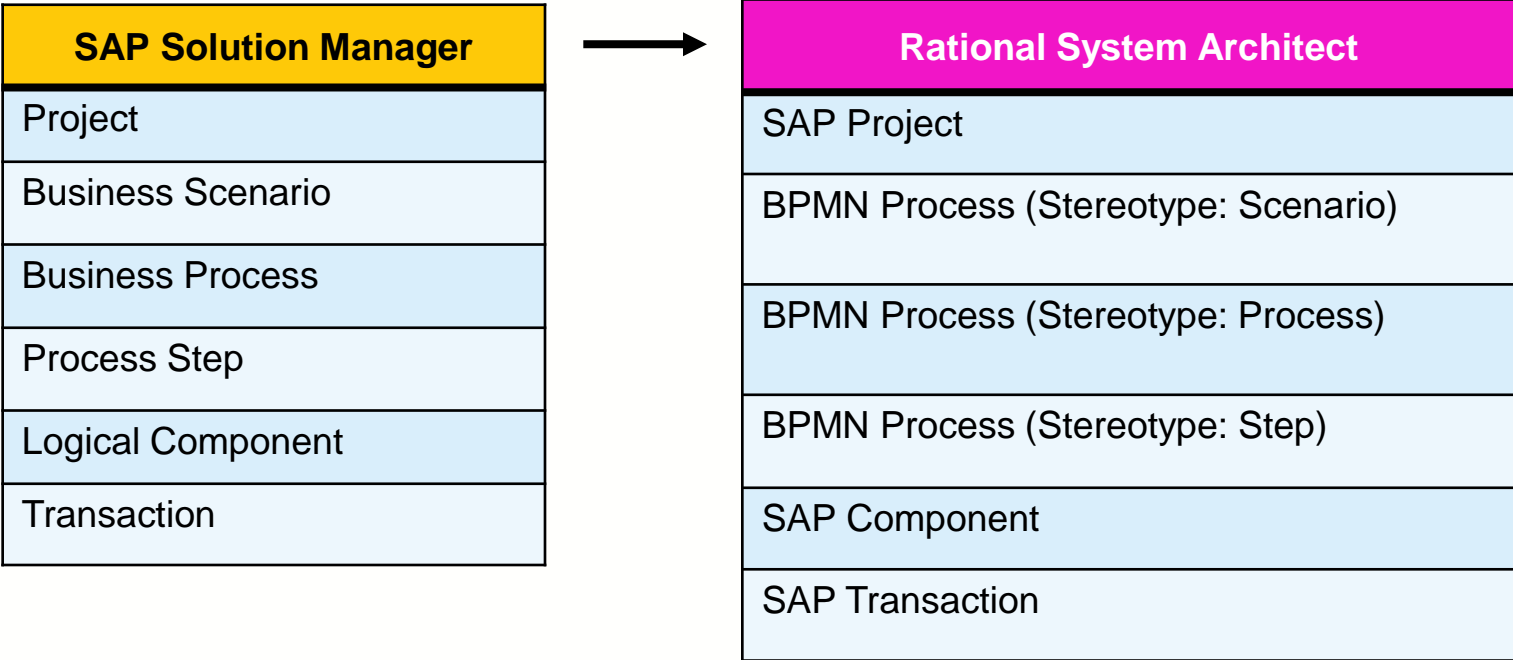 SAP Solution Manager
Project
Business Scenario
Business Process
Process Step
Logical Component
Transaction
Rational System Architect
SAP Project
BPMN Process (Stereotype: Scenario)
BPMN Process (Stereotype: Process)
BPMN Process (Stereotype: Step)
SAP Component
SAP Transaction